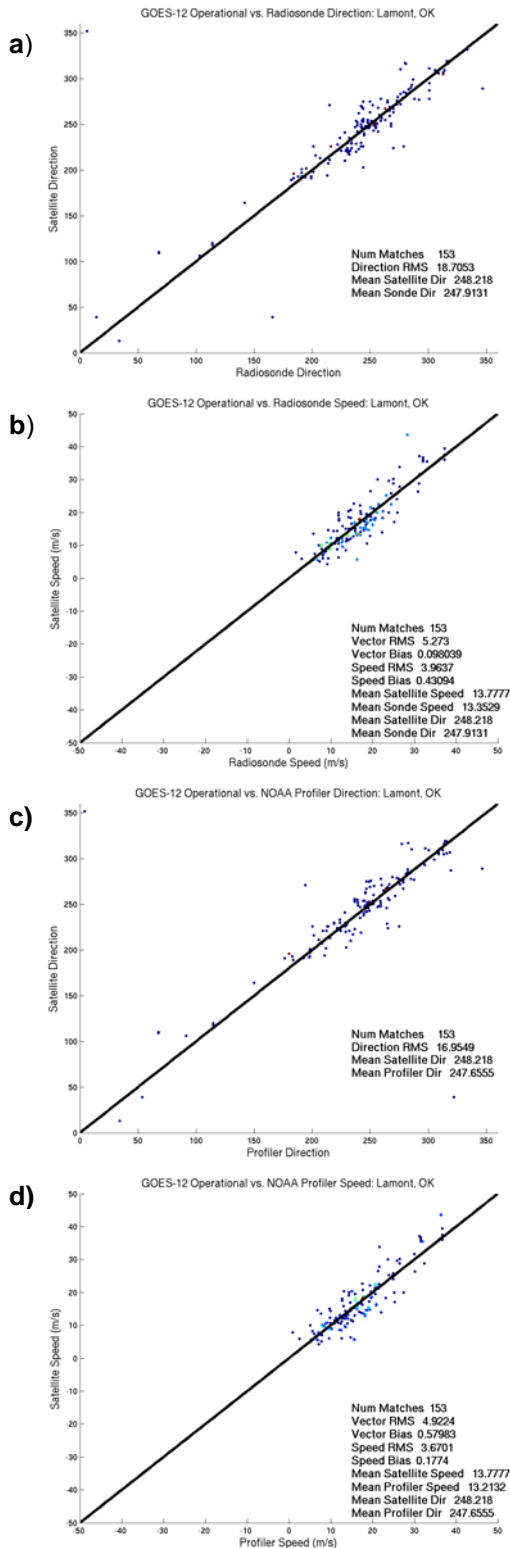 a)
GOES-12 Operational vs. Radiosonde Direction: Lamont, OK
350
300
250
200
150
100
50
0
Satellite Direction
Num Matches 153
Direction RMS 18.7053
Mean Satellite Dir 248.218
Mean Sonde Dir 247.9131
0 50 100 150 200 250 300 350
Radiosonde Direction
b)
GOES-12 Operational vs. Radiosonde Speed: Lamont, OK
50
40
30
20
10
0
-10
-20
-30
-40
-50
Satellite Speed (m/s)
Num Matches 153
Vector RMS 5.273
Vector Bias 0.098039
Speed RMS 3.9637
Speed Bias 0.43094
Mean Satellite Speed 13.7777
Mean Sonde Speed 13.3529
Mean Satellite Dir 248.218
Mean Sonde Dir 247.9131
-50 -40 -30 -20 -10 0 10 20 30 40 50
Radiosonde Speed (m/s)
c)
GOES-12 Operational vs. NOAA Profiler Direction: Lamont, OK
350
300
250
200
150
100
50
0
Satellite Direction
Num Matches 153
Direction RMS 16.9549
Mean Satellite Dir 248.218
Mean Profiler Dir 247.6555
0 50 100 150 200 250 300 350
Profiler Direction
d)
GOES-12 Operational vs. NOAA Profiler Speed: Lamont, OK
50
40
30
20
10
0
-10
-20
-30
-40
-50
Satellite Speed (m/s)
Num Matches 153
Vector RMS 4.9224
Vector Bias 0.57983
Speed RMS 3.6701
Speed Bias 0.1774
Mean Satellite Speed 13.7777
Mean Profiler Speed 13.2132
Mean Satellite Dir 248.218
Mean Profiler Dir 247.6555
-50 -40 -30 -20 -10 0 10 20 30 40 50
Profiler Speed (m/s)